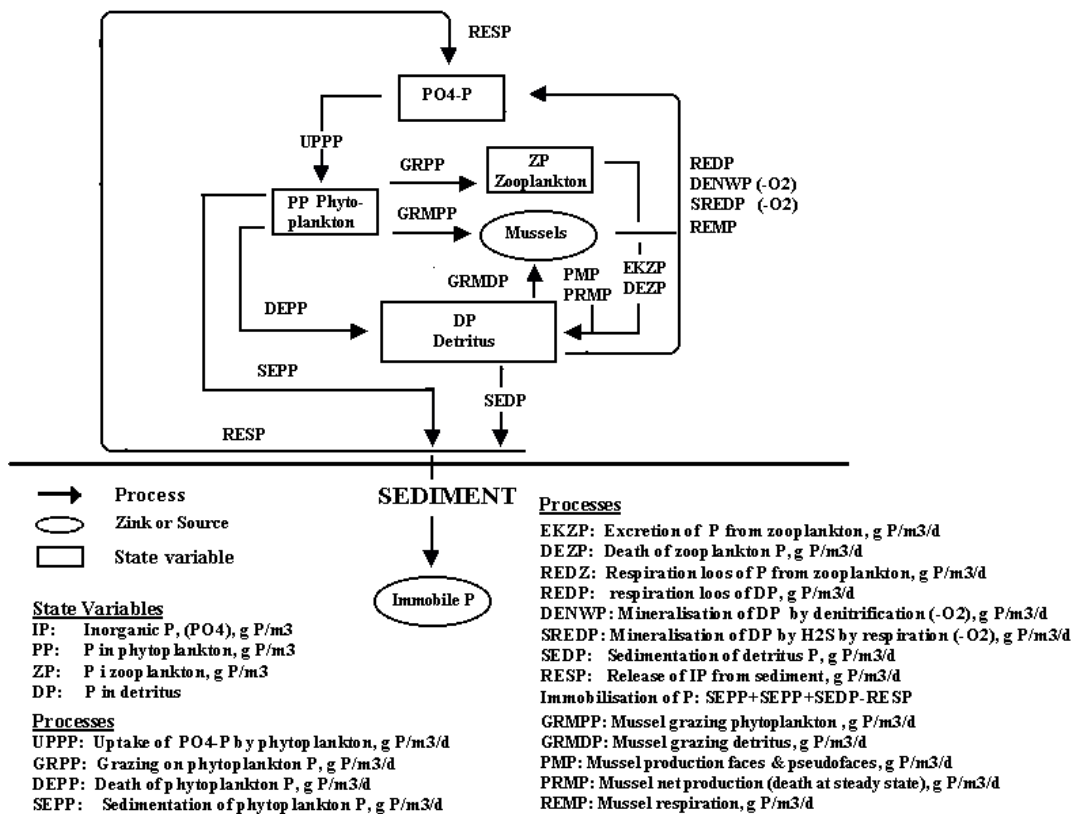 RESP
PO4-P
UPPP
GRPP
ZP
Zooplankton
REDP
DENWP (-O2)
SREDP (-O2)
REMP
PP Phyto-
plankton
GRMPP
Mussels
GRMDP
PMP
PRMP
EKZP
DEZP
DEPP
DP
Detritus
SEPP
SEDP
RESP
SEDIMENT
Immobile P
Process
Zink or Source
State variable
State Variables
IP: Inorganic P, (PO4), g P/m3
PP: P in phytoplankton, g P/m3
ZP: P i zooplankton, g P/m3
DP: P in detritus
Processes
UPPP: Uptake of PO4-P by phytoplankton, g P/m3/d
GRPP: Grazing on phytoplankton P, g P/m3/d
DEPP: Death of phytoplankton P, g P/m3/d
SEPP: Sedimentation of phytoplankton P, g P/m3/d
Processes
EKZP: Excretion of P from zooplankton, g P/m3/d
DEZP: Death of zooplankton P, g P/m3/d
REDZ: Respiration loos of P from zooplankton, g P/m3/d
REDP: respiration loos of DP, g P/m3/d
DENWP: Mineralisation of DP by denitrification (-O2), g P/m3/d
SREDP: Mineralisation of DP by H2S by respiration (-O2), g P/m3/d
SEDP: Sedimentation of detritus P, g P/m3/d
RESP: Release of IP from sediment, g P/m3/d
Immobilisation of P: SEPP+SEPP+SEDP-RESP
GRMPP: Mussel grazing phytoplankton , g P/m3/d
GRMDP: Mussel grazing detritus, g P/m3/d
PMP: Mussel production faces & pseudofaces, g P/m3/d
PRMP: Mussel net production (death at steady state), g P/m3/d
REMP: Mussel respiration, g P/m3/d